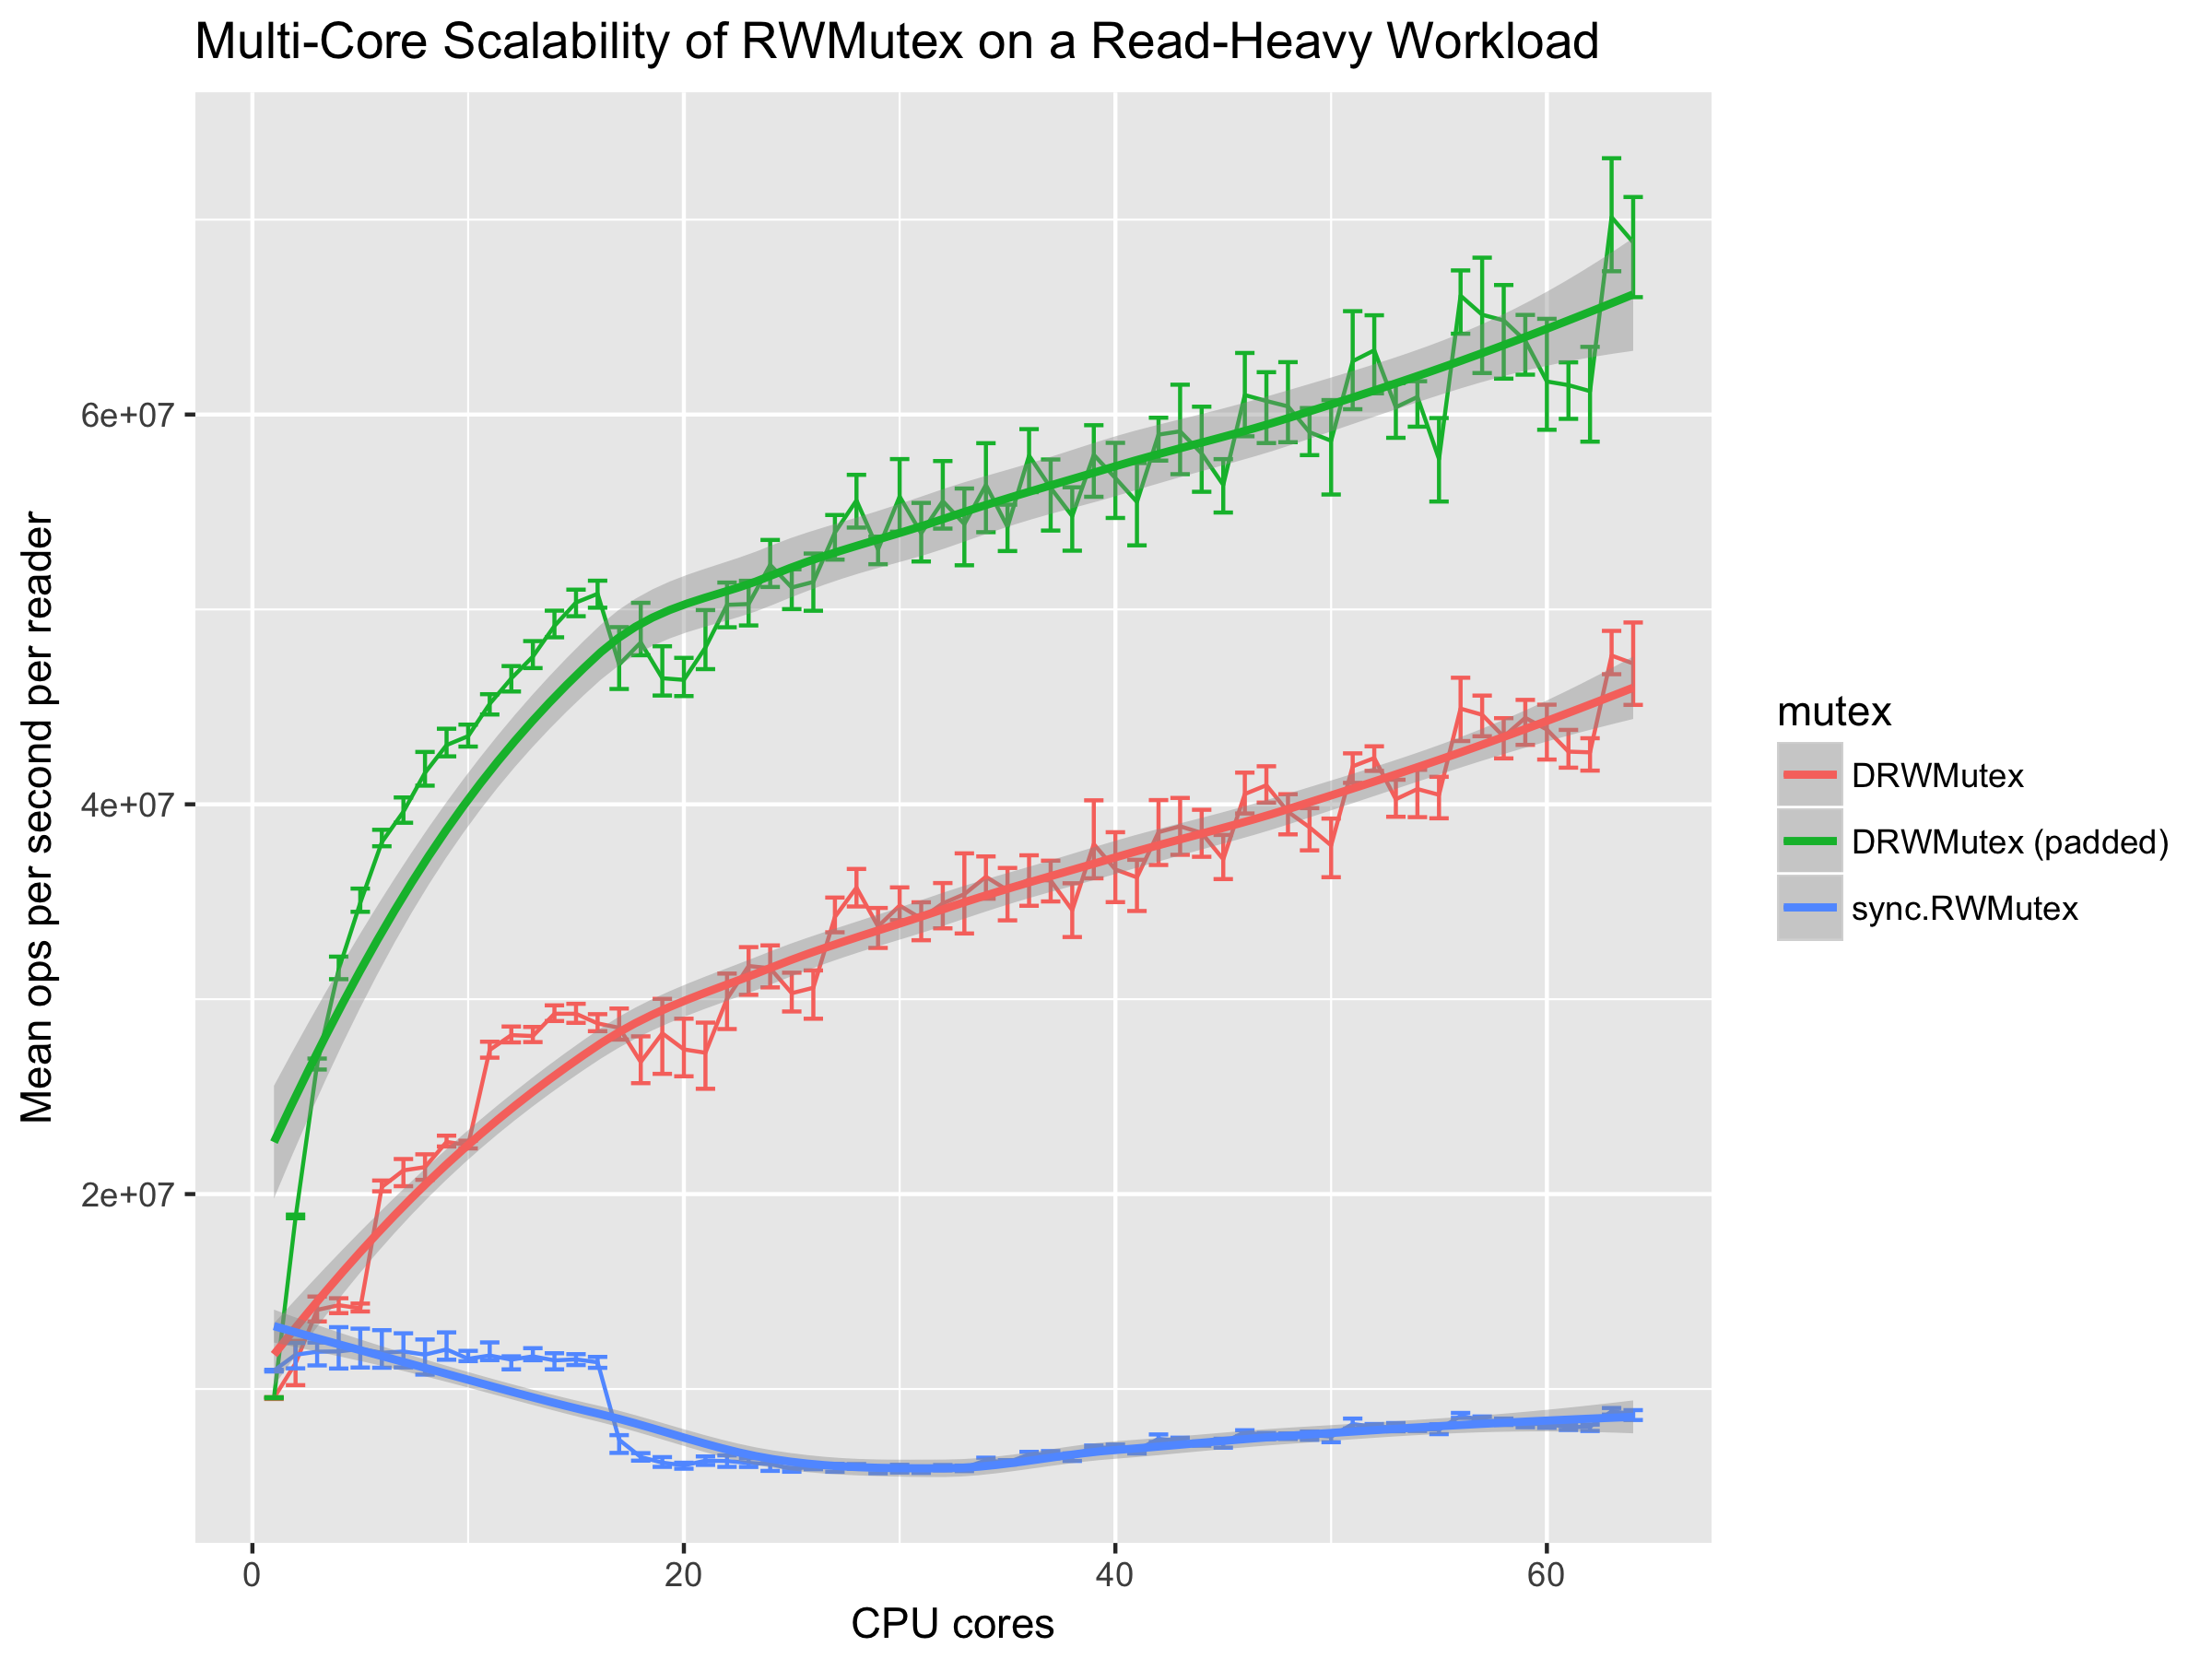 Multi-Core Scalability of RWMutex on a Read-Heavy Workload
Mean ops per second per reader
6e+07
4e+07
2e+07
0
20
40
60
CPU cores
mutex
DRWMutex
DRWMutex (padded)
sync.RWMutex